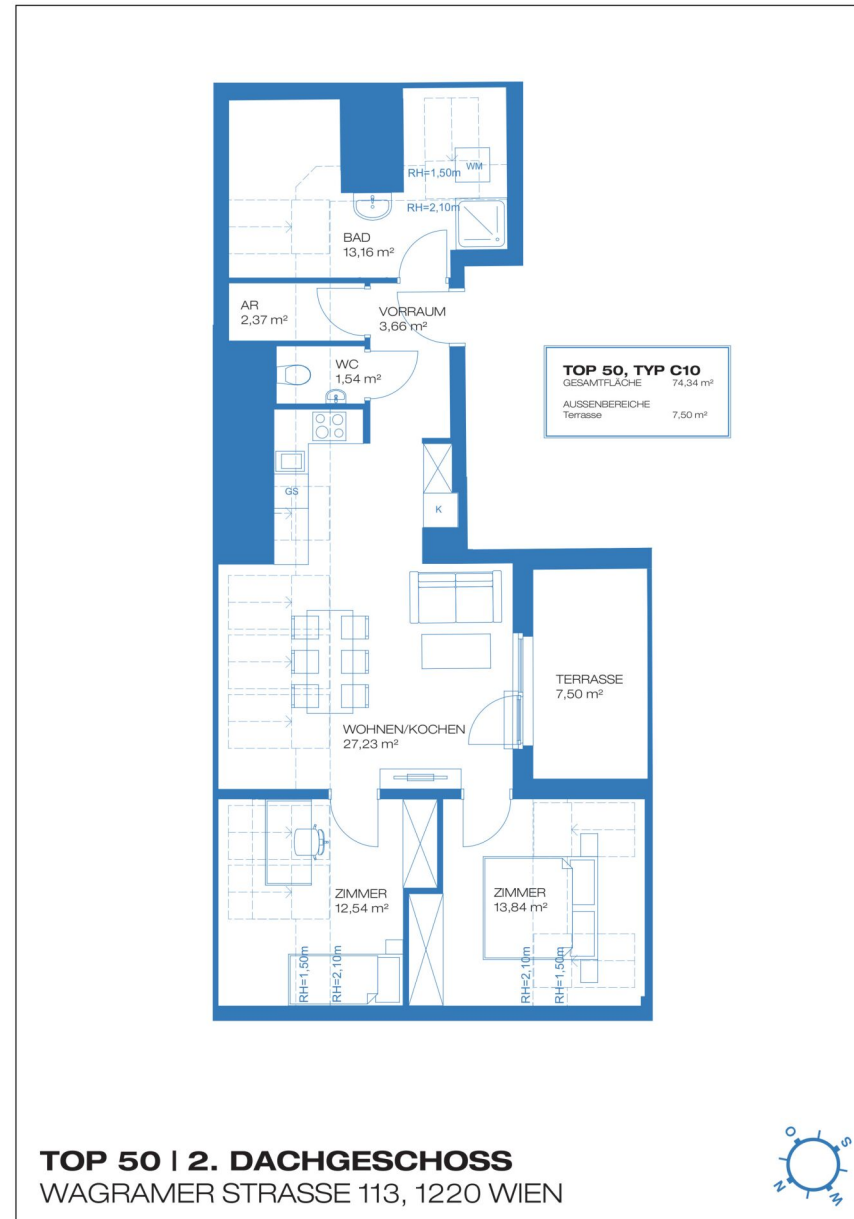 RH=1,50m
WM
RH=2,10m
BAD
13,16 m²
AR
2,37 m²
VORRAUM
3,66 m²
WC
1,54 m²
TOP 50, TYP C10
GESAMTFLÄCHE 74,34 m²
AUSSENBEREICHE
Terrasse 7,50 m²
GS
K
TERRASSE
7,50 m²
WOHNEN/KOCHEN
27,23 m²
ZIMMER
12,54 m²
ZIMMER
13,84 m²
RH=1,50m
RH=2,10m
RH=2,10m
RH=1,50m
TOP 50 | 2. DACHGESCHOSS
WAGRAMER STRASSE 113, 1220 WIEN
O
S
N
W